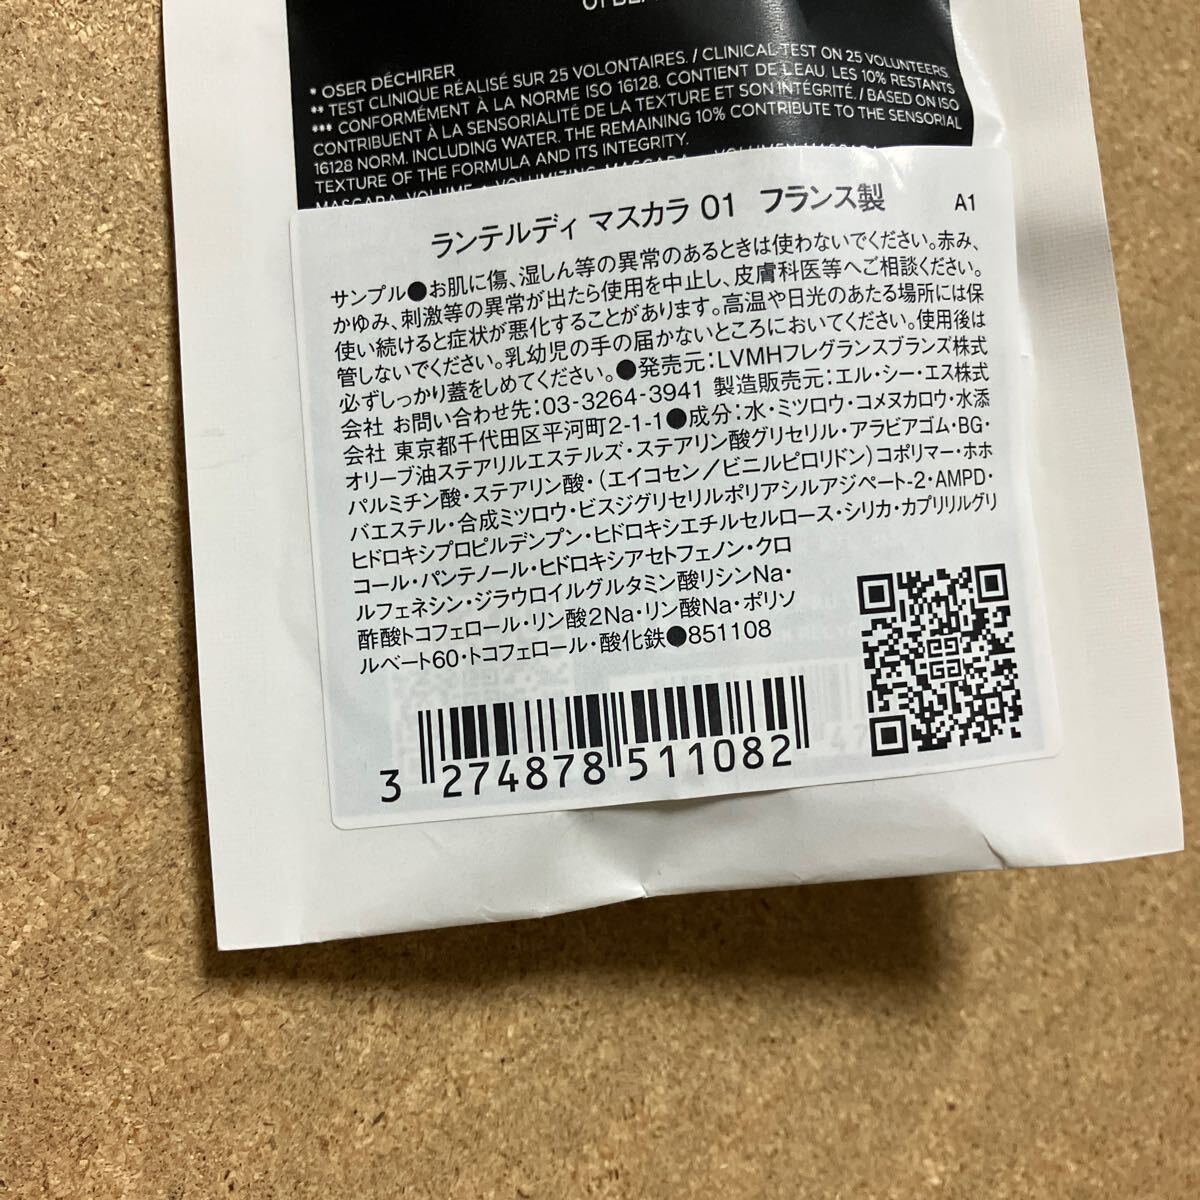 * OSER DÉCHIRER
** TEST CLINIQUE RÉALISÉ SUR 25 VOLONTAIRES. / CLINICAL TEST ON 25 VOLUNTEERS.
*** CONFORMÉMENT À LA NORME ISO 16128. CONTIENT DE L'EAU. LES 10% RESTANTS
CONTRIBUENT À LA SENSORIALITÉ DE LA TEXTURE ET SON INTÉGRITÉ. / BASED ON ISO
16128 NORM. INCLUDING WATER. THE REMAINING 10% CONTRIBUTE TO THE SENSORIAL
TEXTURE OF THE FORMULA AND ITS INTEGRITY.
ランテルディ マスカラ 01 フランス製 A1
サンプル●お肌に傷、湿しん等の異常のあるときは使わないでください。赤み、
かゆみ、刺激等の異常が出たら使用を中止し、皮膚科医等へご相談ください。
使い続けると症状が悪化することがあります。高温や日光のあたる場所には保
管しないでください。乳幼児の手の届かないところにおいてください。使用後は
必ずしっかり蓋をしめてください。●発売元:LVMHフレグランスブランズ株式
会社 お問い合わせ先:03-3264-3941 製造販売元:エル・シー・エス株式
会社 東京都千代田区平河町2-1-1●成分:水・ミツロウ・コメヌカロウ・水添
オリーブ油ステアリルエステルズ・ステアリン酸グリセリル・アラビアゴム・BG・
パルミチン酸・ステアリン酸・(エイコセン/ビニルピロリドン)コポリマー・ホホ
バエステル・合成ミツロウ・ビスジグリセリルポリアシルアジペート-2・AMPD・
ヒドロキシプロピルデンプン・ヒドロキシエチルセルロース・シリカ・カプリリルグリ
コール・パンテノール・ヒドロキシアセトフェノン・クロ
ルフェネシン・ジラウロイルグルタミン酸リシンNa・
酢酸トコフェロール・リン酸2Na・リン酸Na・ポリソ
ルベート60・トコフェロール・酸化鉄●851108
3 274878 511082